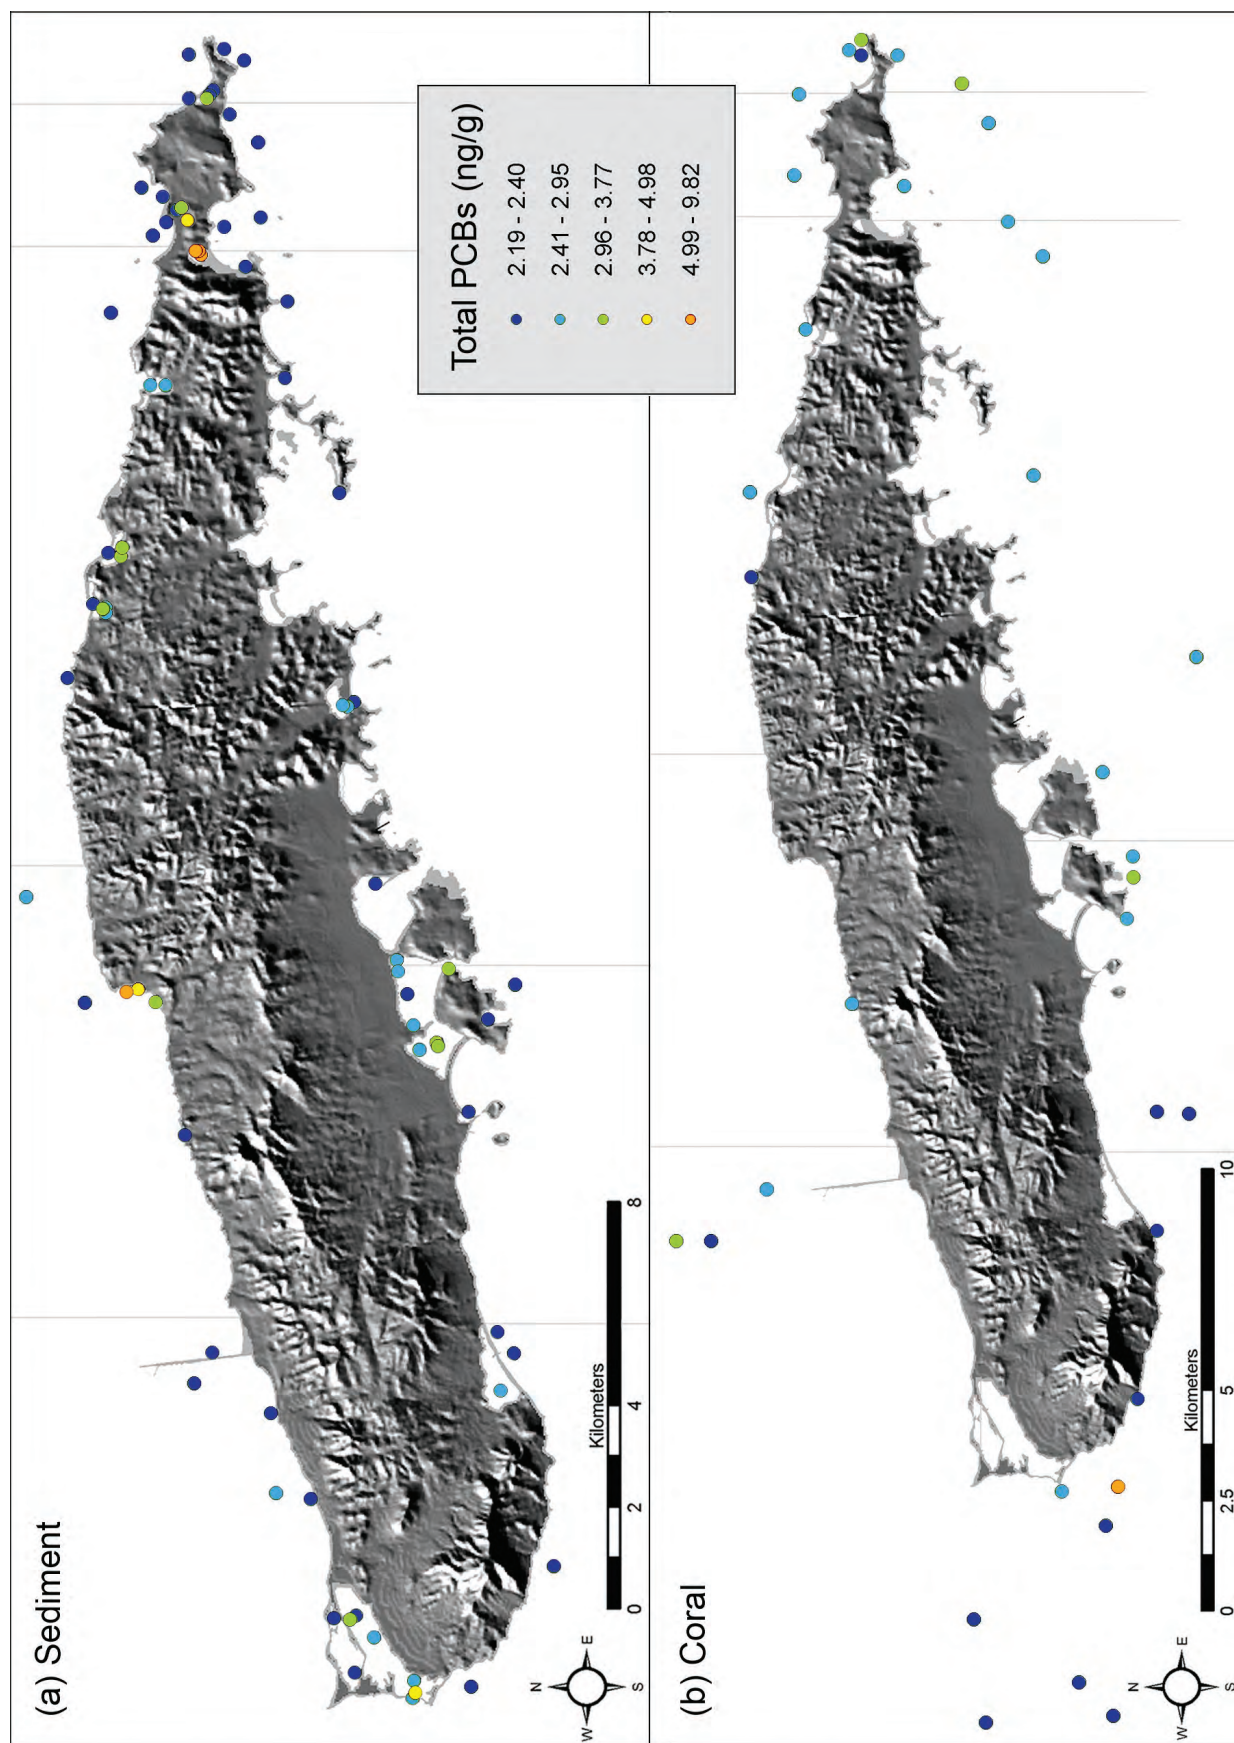 (a) Sediment
Total PCBs (ng/g)
2.19 - 2.40
2.41 - 2.95
2.96 - 3.77
3.78 - 4.98
4.99 - 9.82
N
W E
S
Kilometers
0 2 4 8
(b) Coral
N
W E
S
Kilometers
0 2.5 5 10